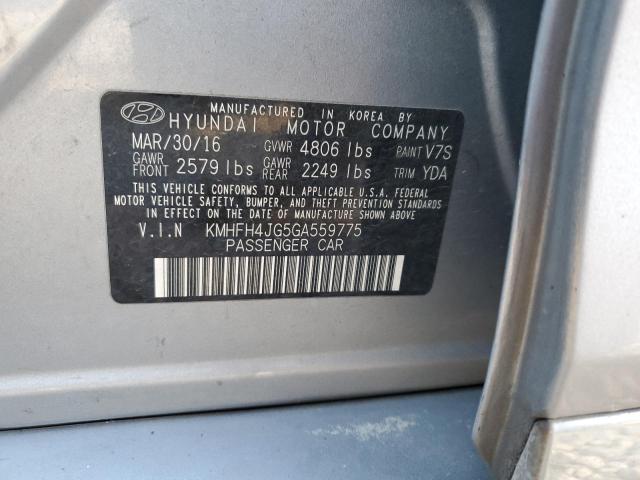 MANUFACTURED IN KOREA BY
HYUNDAI MOTOR COMPANY
MAR/30/16 GVWR 4806 lbs PAINT V7S
GAWR FRONT 2579 lbs GAWR REAR 2249 lbs TRIM YDA
THIS VEHICLE CONFORMS TO ALL APPLICABLE U.S.A. FEDERAL
MOTOR VEHICLE SAFETY, BUMPER, AND THEFT PREVENTION STANDARDS
IN EFFECT ON THE DATE OF MANUFACTURE SHOWN ABOVE.
V.I.N KMHFH4JG5GA559775
PASSENGER CAR